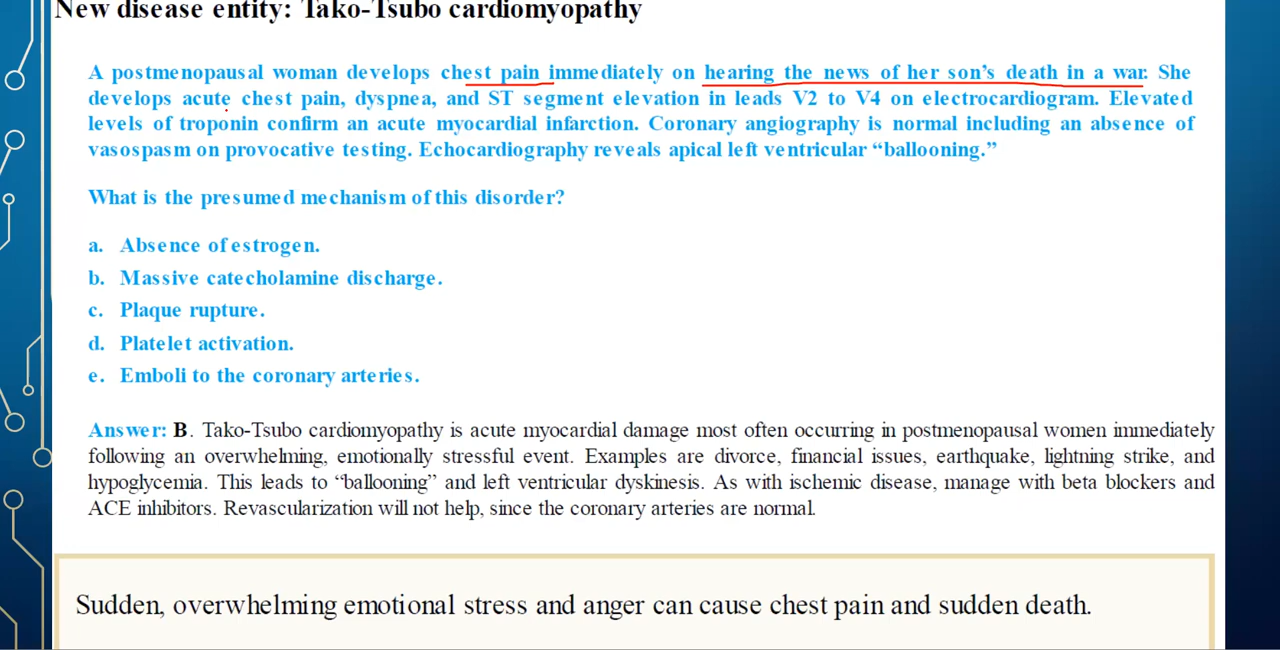 New disease entity: Tako-Tsubo cardiomyopathy
A postmenopausal woman develops chest pain immediately on hearing the news of her son's death in a war. She
develops acute chest pain, dyspnea, and ST segment elevation in leads V2 to V4 on electrocardiogram. Elevated
levels of troponin confirm an acute myocardial infarction. Coronary angiography is normal including an absence of
vasospasm on provocative testing. Echocardiography reveals apical left ventricular “ballooning.”
What is the presumed mechanism of this disorder?
a. Absence of estrogen.
b. Massive catecholamine discharge.
c. Plaque rupture.
d. Platelet activation.
e. Emboli to the coronary arteries.
Answer: B. Tako-Tsubo cardiomyopathy is acute myocardial damage most often occurring in postmenopausal women immediately
following an overwhelming, emotionally stressful event. Examples are divorce, financial issues, earthquake, lightning strike, and
hypoglycemia. This leads to “ballooning” and left ventricular dyskinesis. As with ischemic disease, manage with beta blockers and
ACE inhibitors. Revascularization will not help, since the coronary arteries are normal.
Sudden, overwhelming emotional stress and anger can cause chest pain and sudden death.